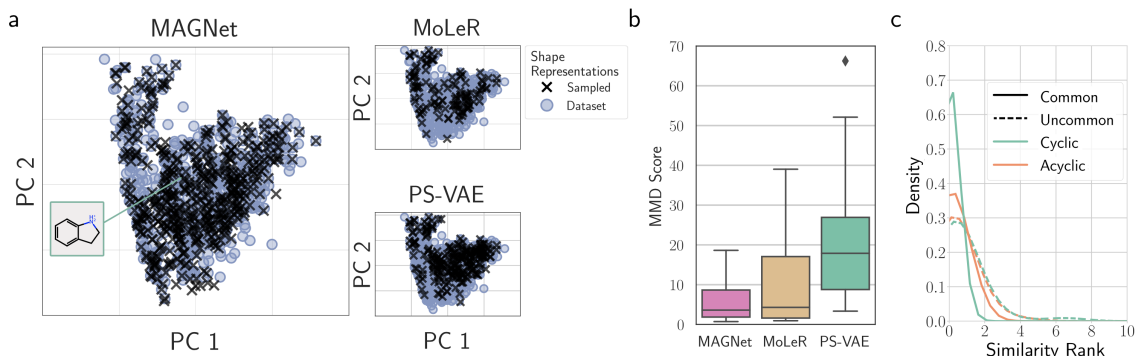 a
MAGNet
PC 2
PC 1
MoLeR
PC 2
PS-VAE
PC 2
PC 1
Shape
Representations
Sampled
Dataset
b
MMD Score
70
60
50
40
30
20
10
0
MAGNet
MoLeR
PS-VAE
c
Density
0.8
0.7
0.6
0.5
0.4
0.3
0.2
0.1
0.0
Common
Uncommon
Cyclic
Acyclic
0 2 4 6 8 10
Similarity Rank